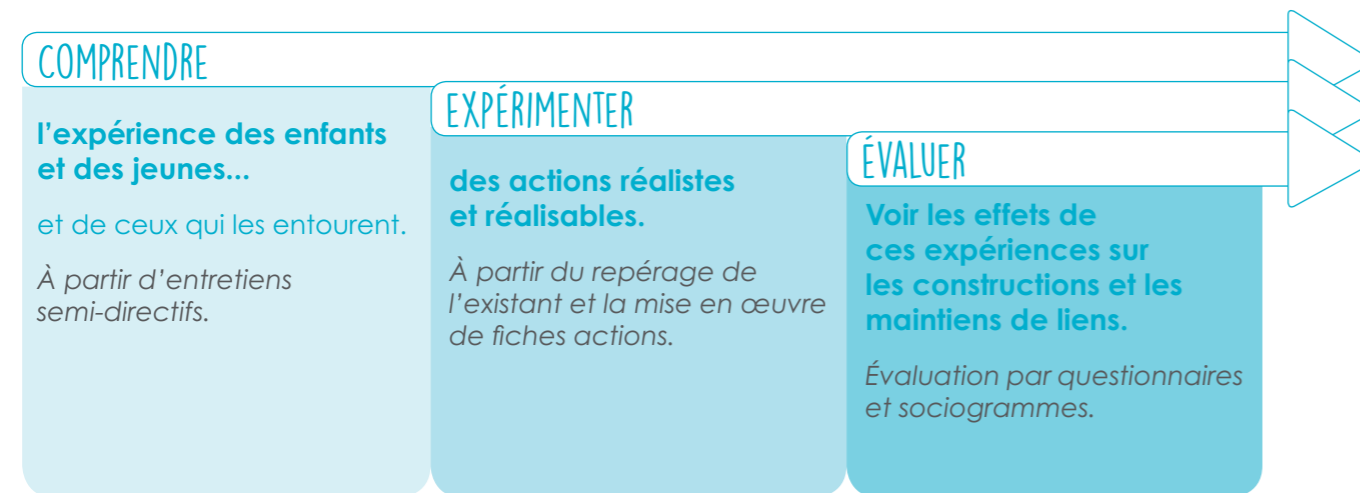 COMPRENDRE
l'expérience des enfants
et des jeunes...
et de ceux qui les entourent.
À partir d'entretiens
semi-directifs.
EXPÉRIMENTER
des actions réalistes
et réalisables.
À partir du repérage de
l'existant et la mise en œuvre
de fiches actions.
ÉVALUER
Voir les effets de
ces expériences sur
les constructions et les
maintiens de liens.
Évaluation par questionnaires
et sociogrammes.